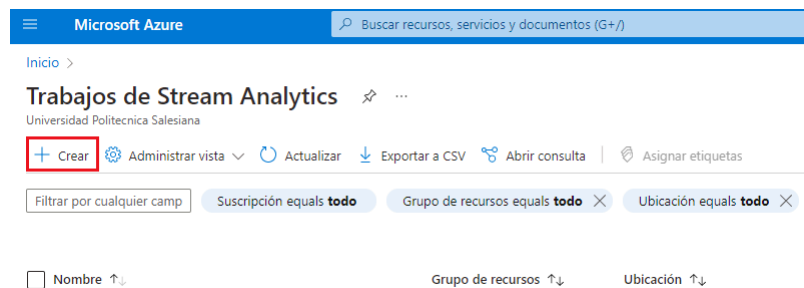 Microsoft Azure Buscar recursos, servicios y documentos (G+/)
Inicio >
Trabajos de Stream Analytics ...
Universidad Politecnica Salesiana
+ Crear Administrar vista Actualizar Exportar a CSV Abrir consulta Asignar etiquetas
Filtrar por cualquier camp Suscripción equals todo Grupo de recursos equals todo × Ubicación equals todo ×
Nombre ↑↓ Grupo de recursos ↑↓ Ubicación ↑↓